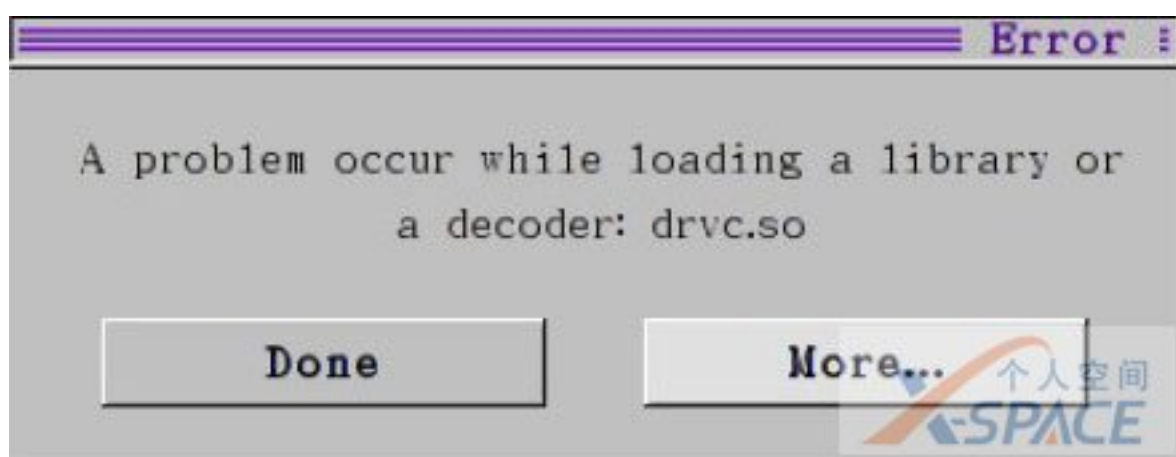 Error
A problem occur while loading a library or
a decoder: drvc.so
Done
More...
个人空间
X-SPACE